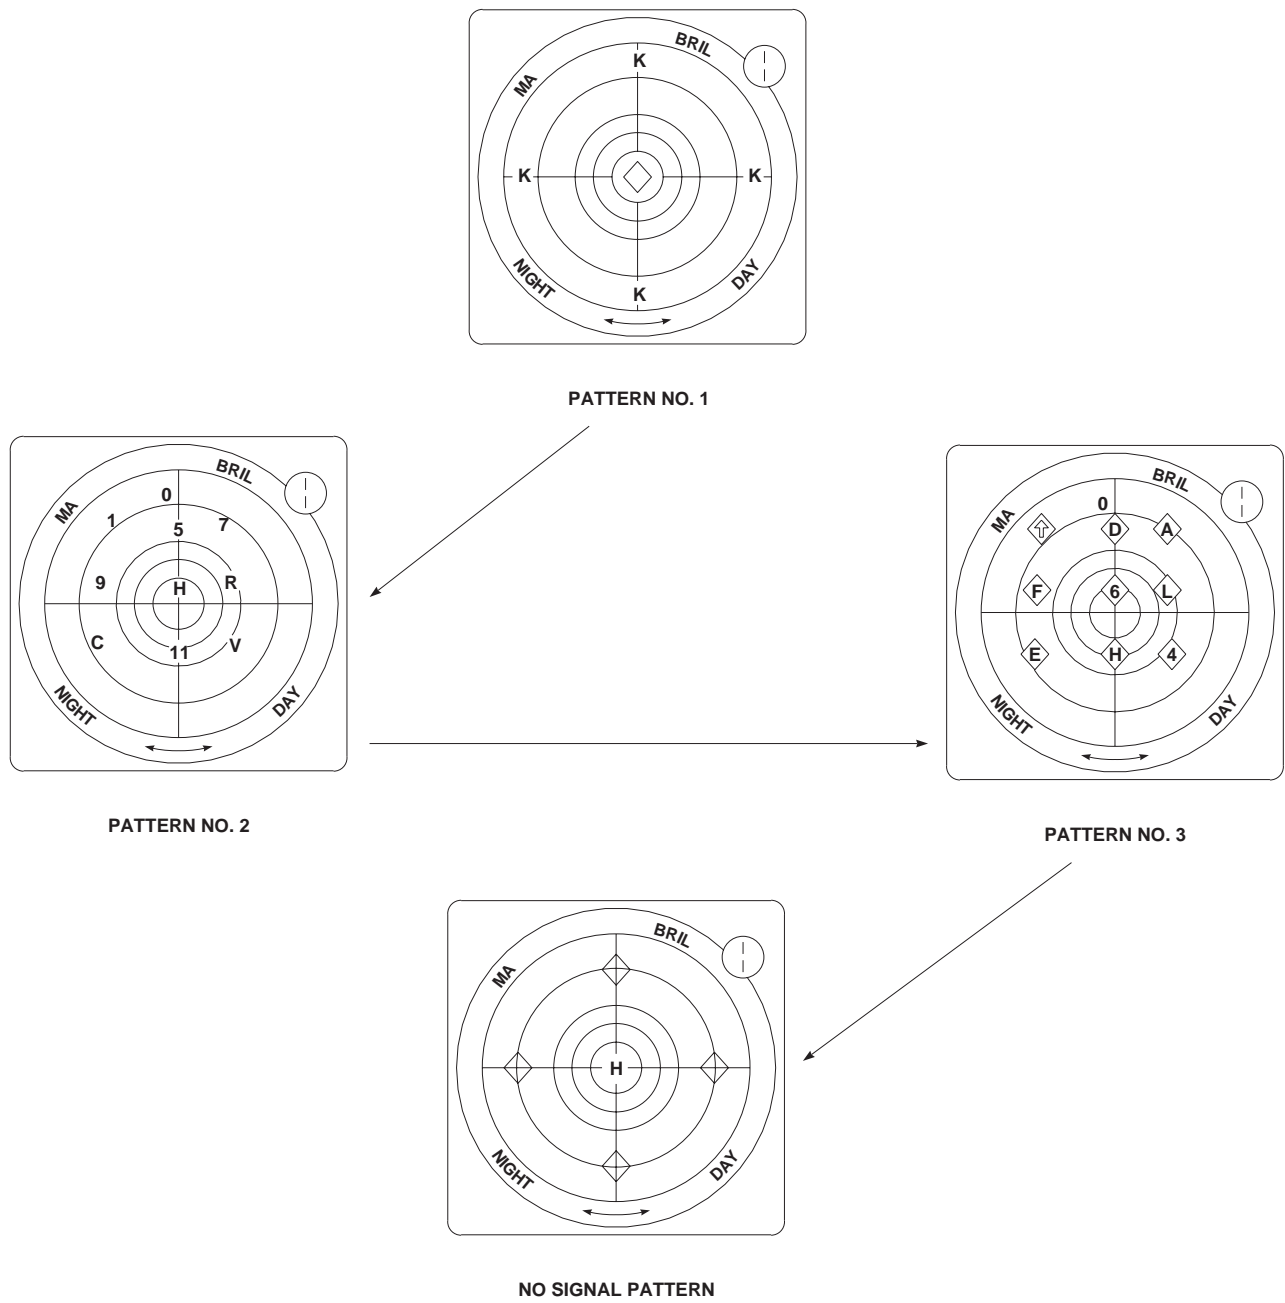 BRIL
K
MA
K K
NIGHT DAY
K
PATTERN NO. 1
BRIL
MA
0
1 7
5
9 H R
C 11 V
NIGHT DAY
PATTERN NO. 2
BRIL
MA
0
D A
F 6 L
E H 4
NIGHT DAY
PATTERN NO. 3
BRIL
MA
H
NIGHT DAY
NO SIGNAL PATTERN